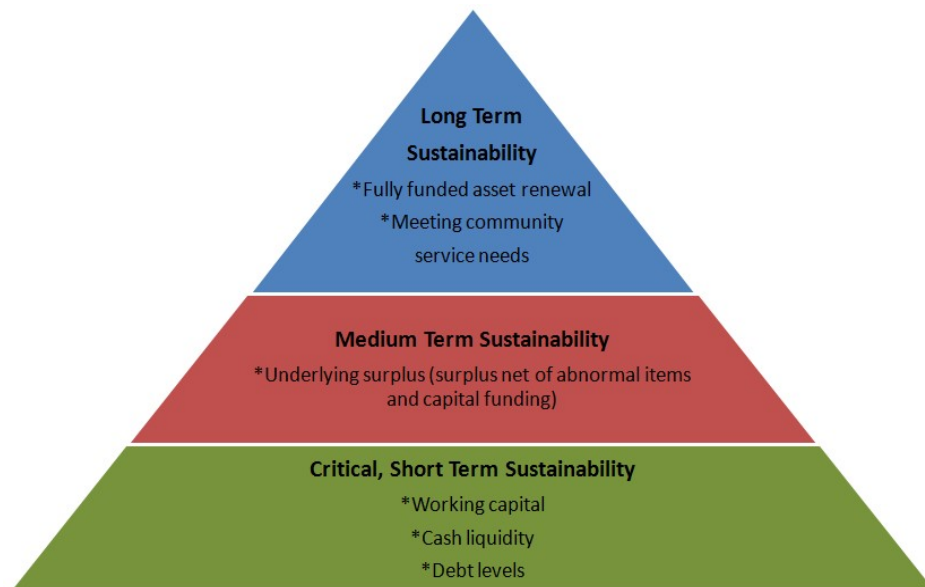 Long Term
Sustainability
*Fully funded asset renewal
*Meeting community
service needs
Medium Term Sustainability
*Underlying surplus (surplus net of abnormal items
and capital funding)
Critical, Short Term Sustainability
*Working capital
*Cash liquidity
*Debt levels